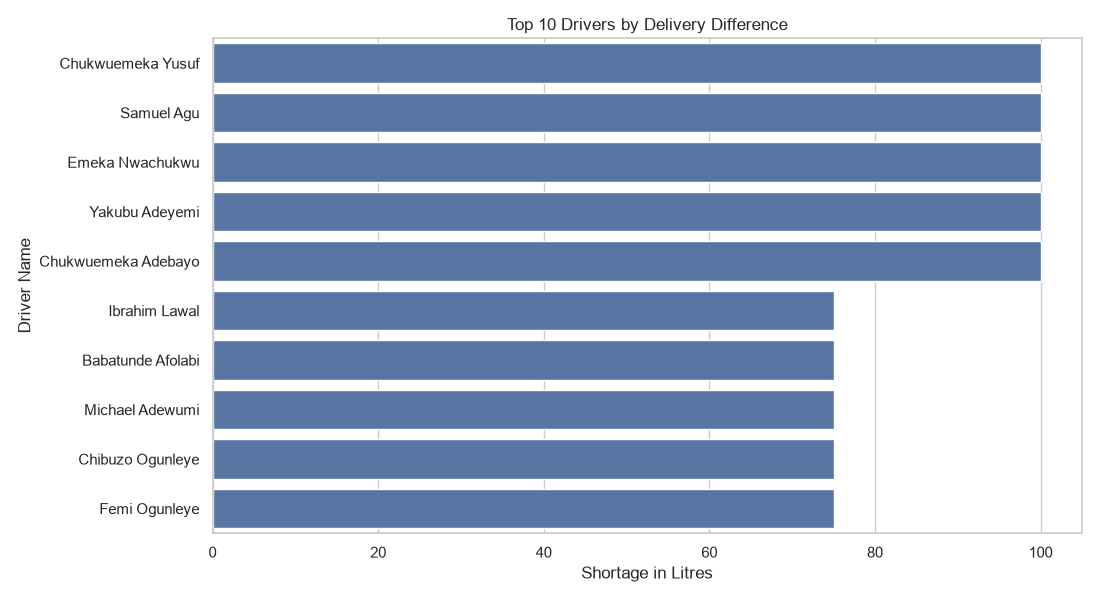 Top 10 Drivers by Delivery Difference
Driver Name
Chukwuemeka Yusuf
Samuel Agu
Emeka Nwachukwu
Yakubu Adeyemi
Chukwuemeka Adebayo
Ibrahim Lawal
Babatunde Afolabi
Michael Adewumi
Chibuzo Ogunleye
Femi Ogunleye
0 20 40 60 80 100
Shortage in Litres